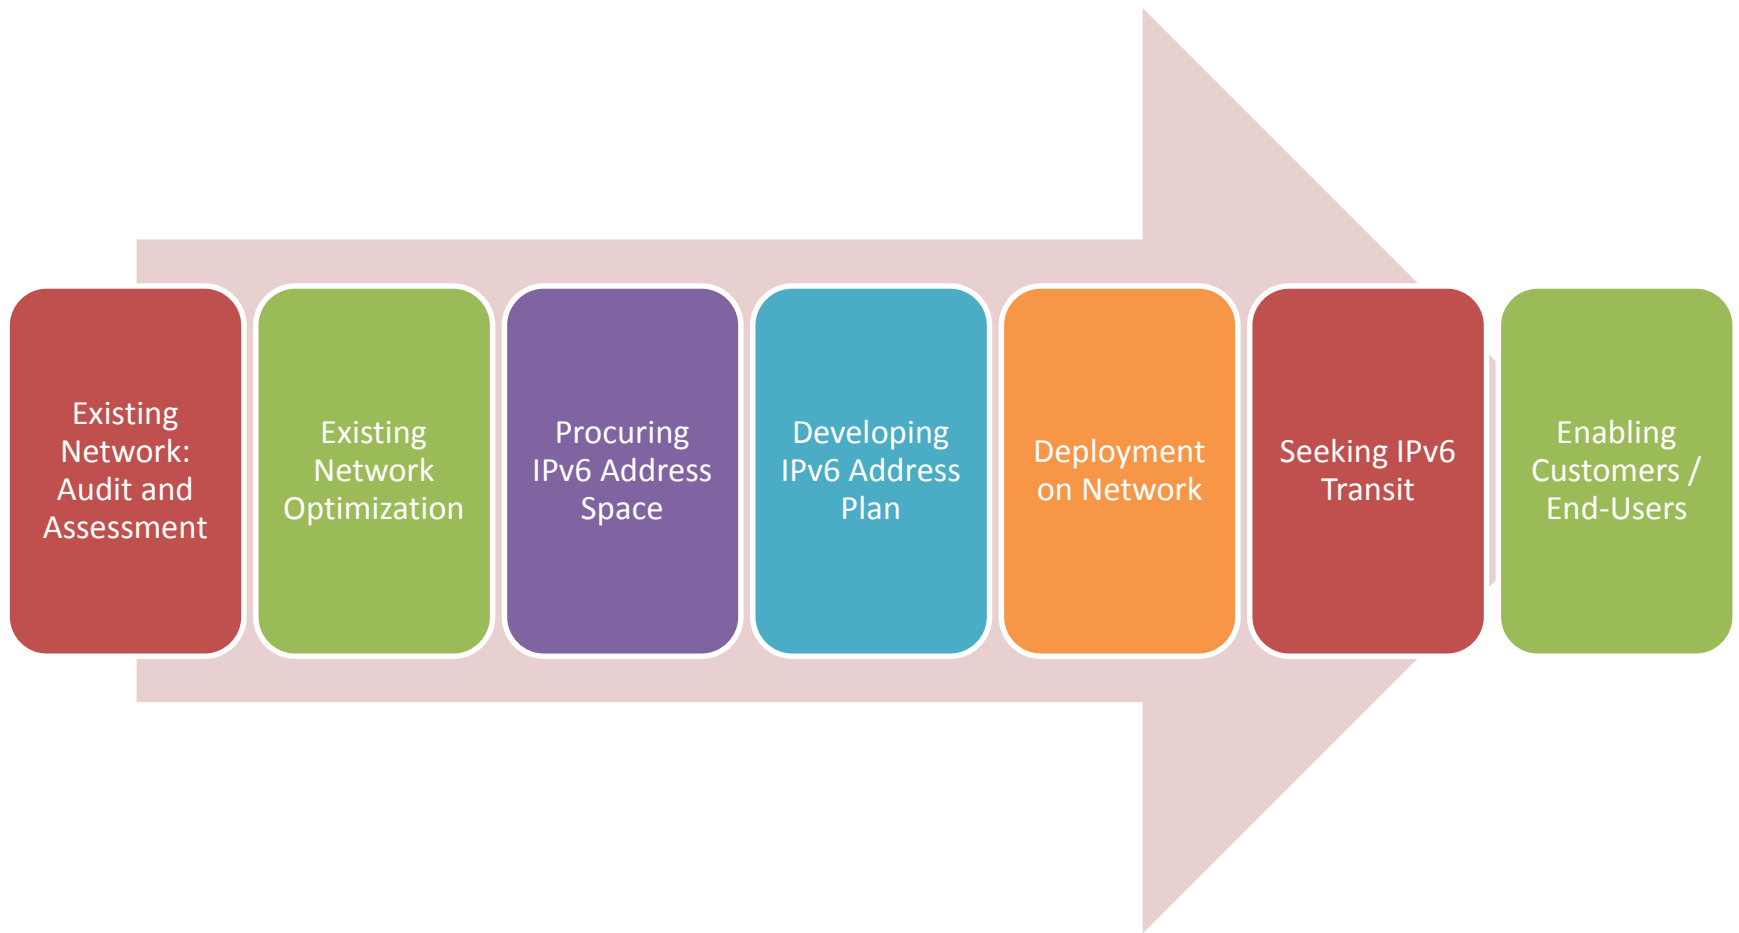 Existing
Network:
Audit and
Assessment
Existing
Network
Optimization
Procuring
IPv6 Address
Space
Developing
IPv6 Address
Plan
Deployment
on Network
Seeking IPv6
Transit
Enabling
Customers /
End-Users